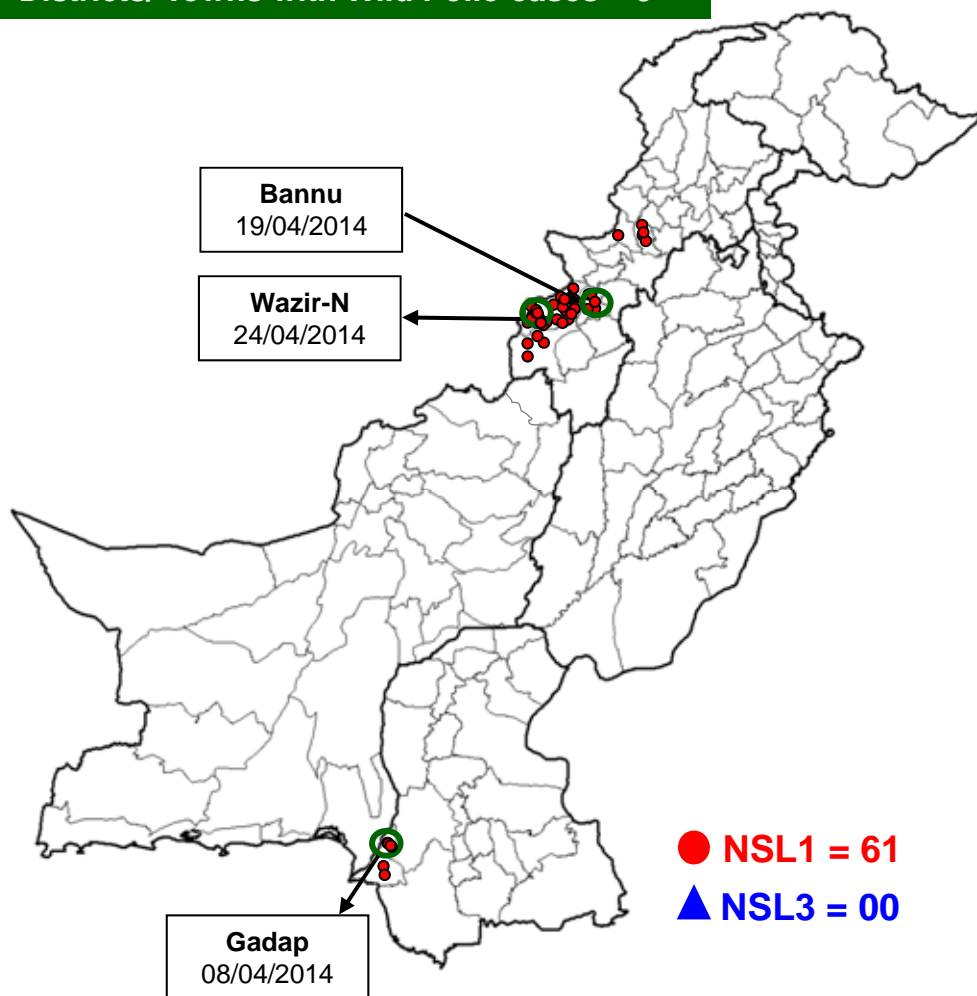 Bannu
19/04/2014
Wazir-N
24/04/2014
NSL1 = 61
NSL3 = 00
Gadap
08/04/2014